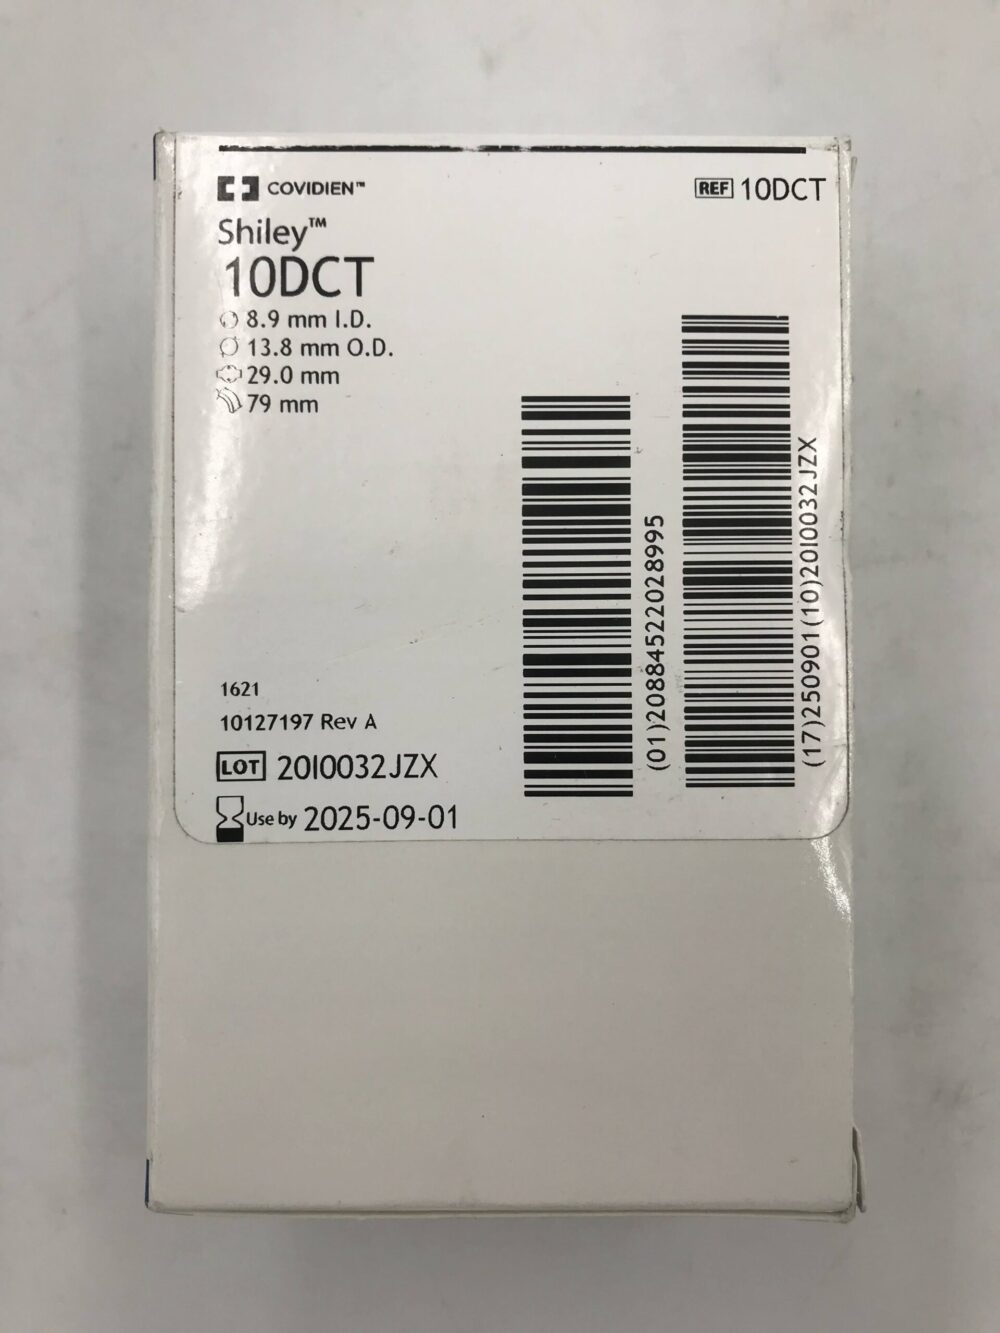 COVIDIEN™
REF 10DCT
Shiley™
10DCT
8.9 mm I.D.
13.8 mm O.D.
29.0 mm
79 mm
(01)20884522028995
(17)250901(10)20I0032JZX
1621
10127197 Rev A
LOT 20I0032JZX
Use by 2025-09-01